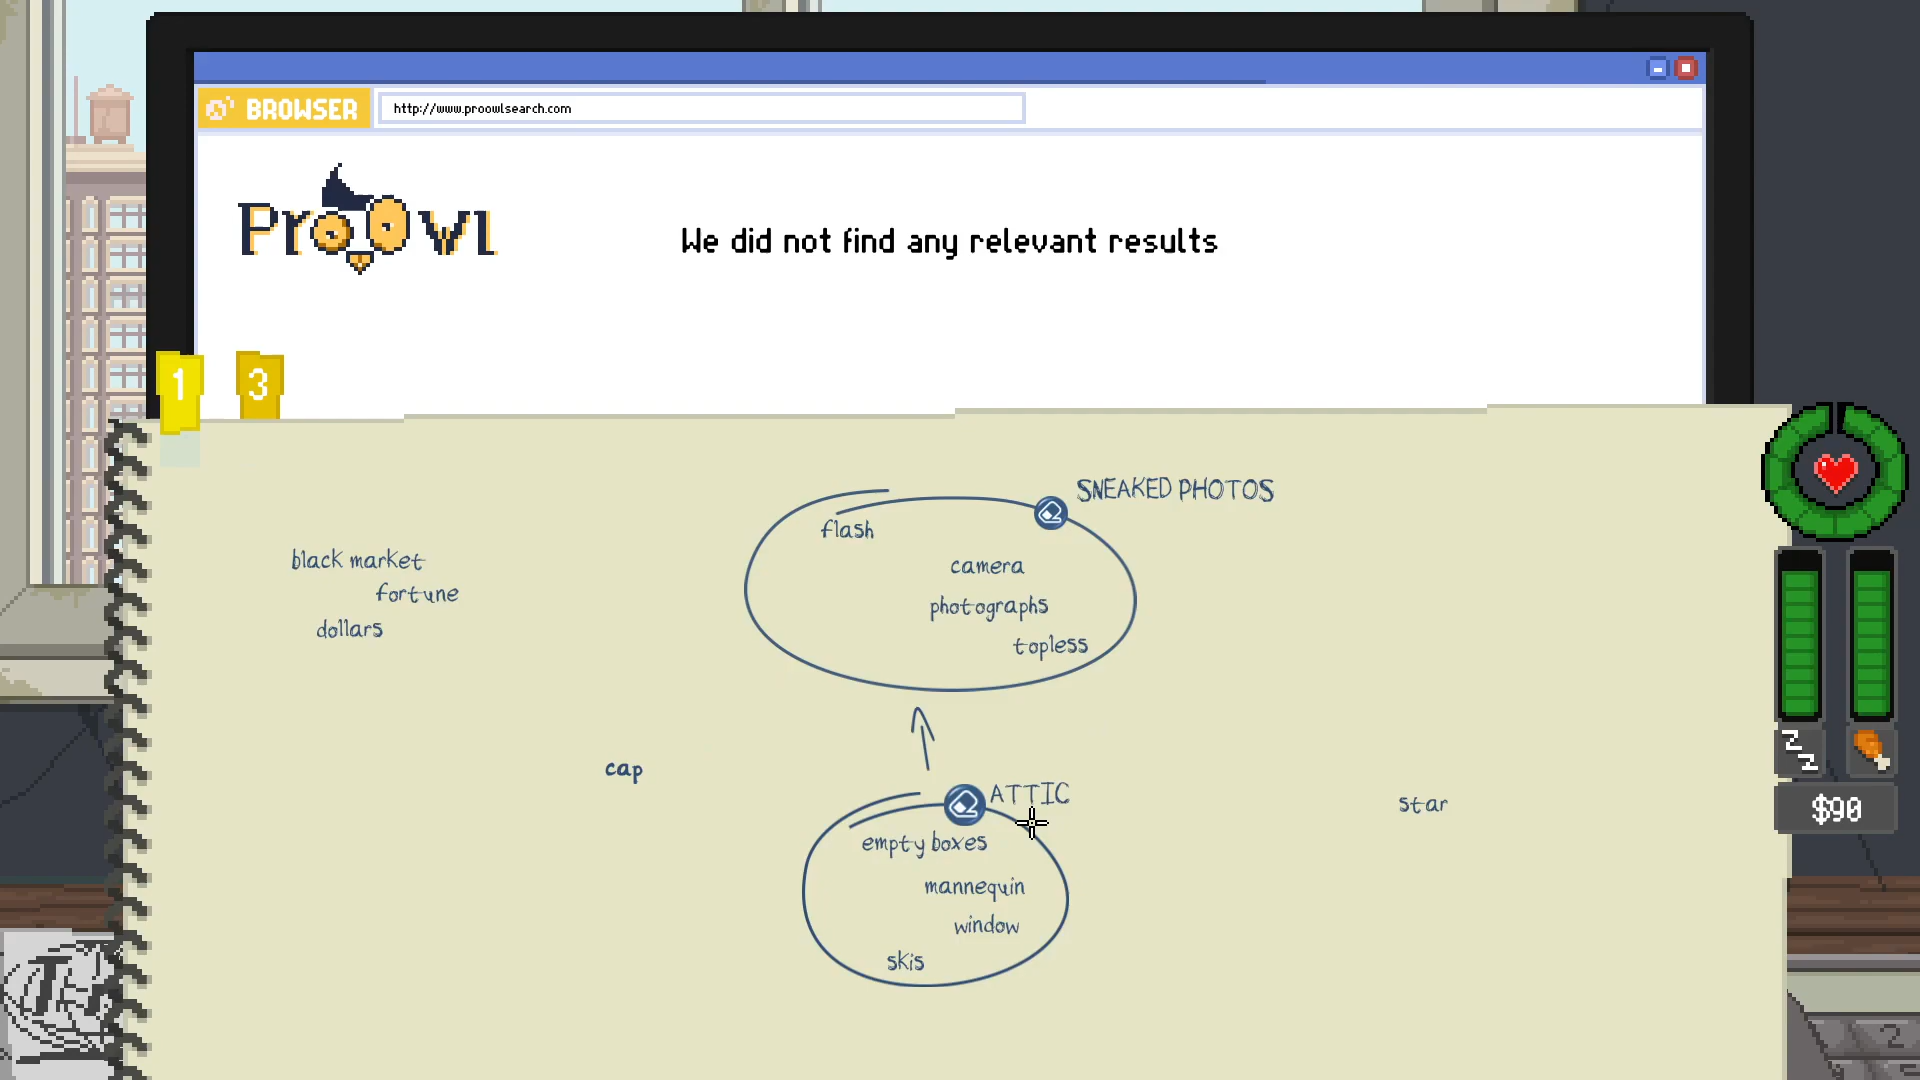 BROWSER
http://www.proowlsearch.com
ProOwl
We did not find any relevant results
1
3
SNEAKED PHOTOS
flash
black market
camera
fortune
photographs
dollars
topless
cap
ATTIC
star
$90
empty boxes
mannequin
window
skis
2